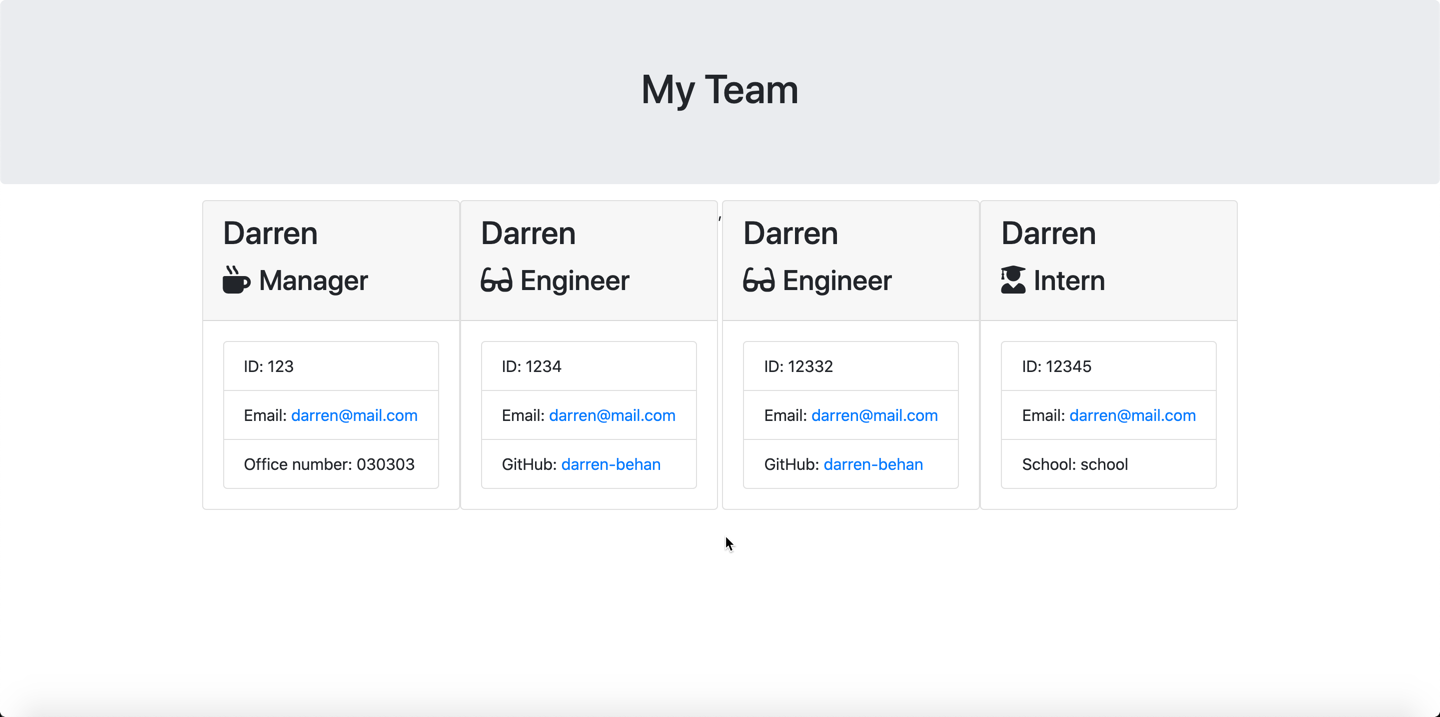 My Team
Darren
Manager
ID: 123
Email: darren@mail.com
Office number: 030303
Darren
Engineer
ID: 1234
Email: darren@mail.com
GitHub: darren-behan
,
Darren
Engineer
ID: 12332
Email: darren@mail.com
GitHub: darren-behan
Darren
Intern
ID: 12345
Email: darren@mail.com
School: school